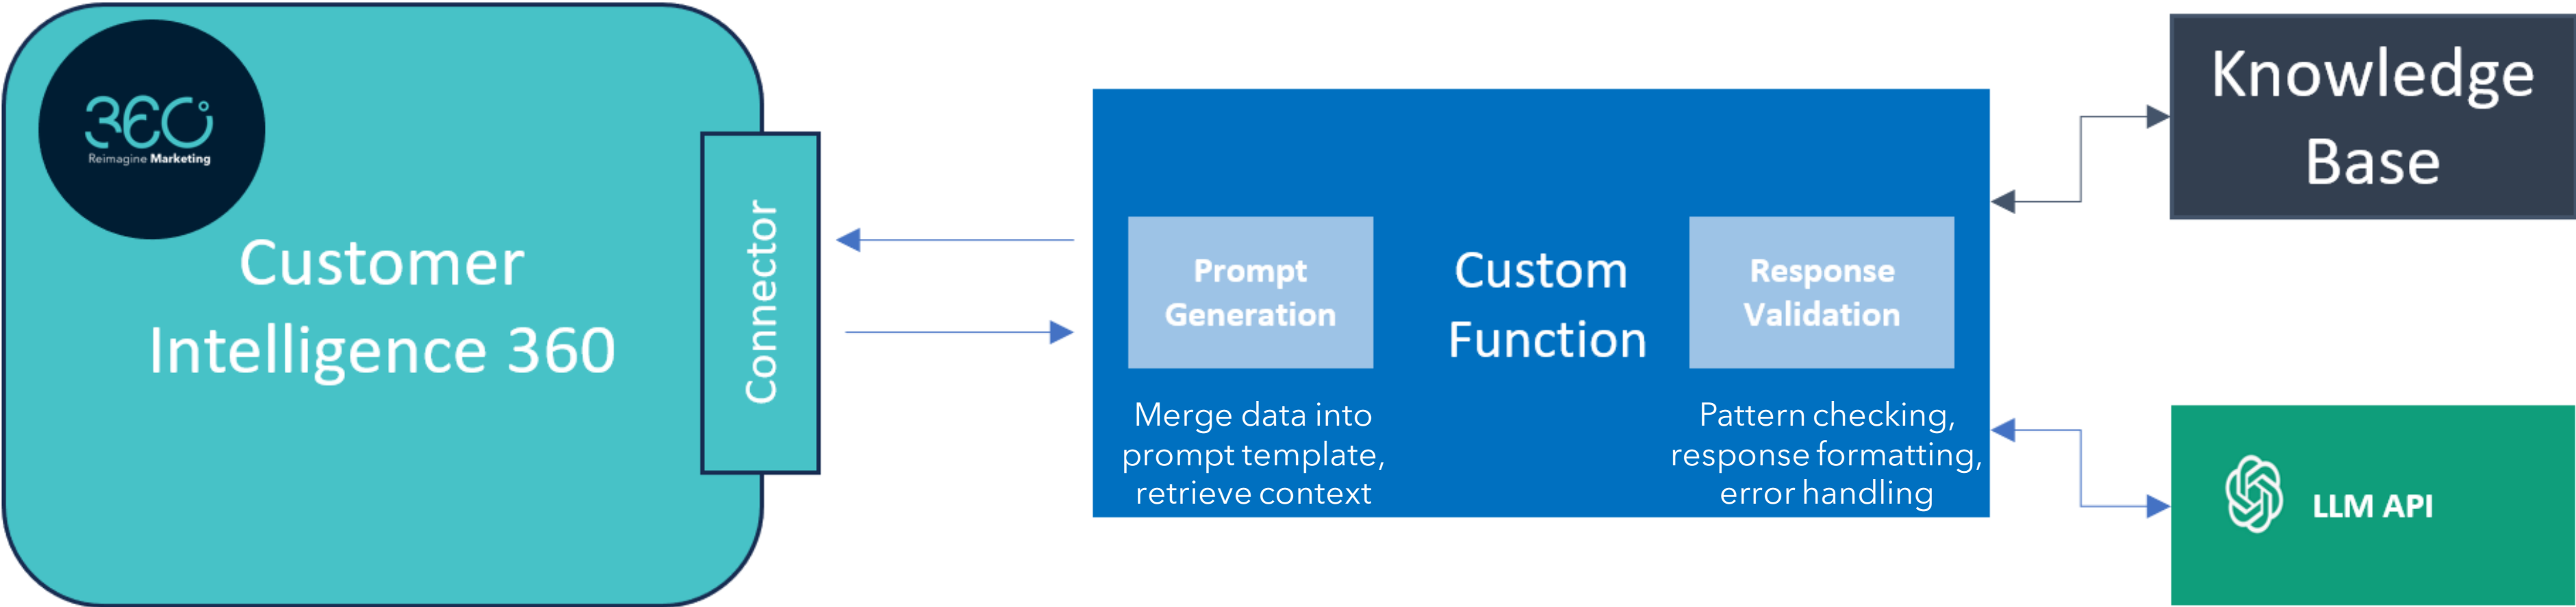 360°
Reimagine Marketing
Customer
Intelligence 360
Connector
Prompt
Generation
Merge data into
prompt template,
retrieve context
Custom
Function
Response
Validation
Pattern checking,
response formatting,
error handling
Knowledge
Base
LLM API